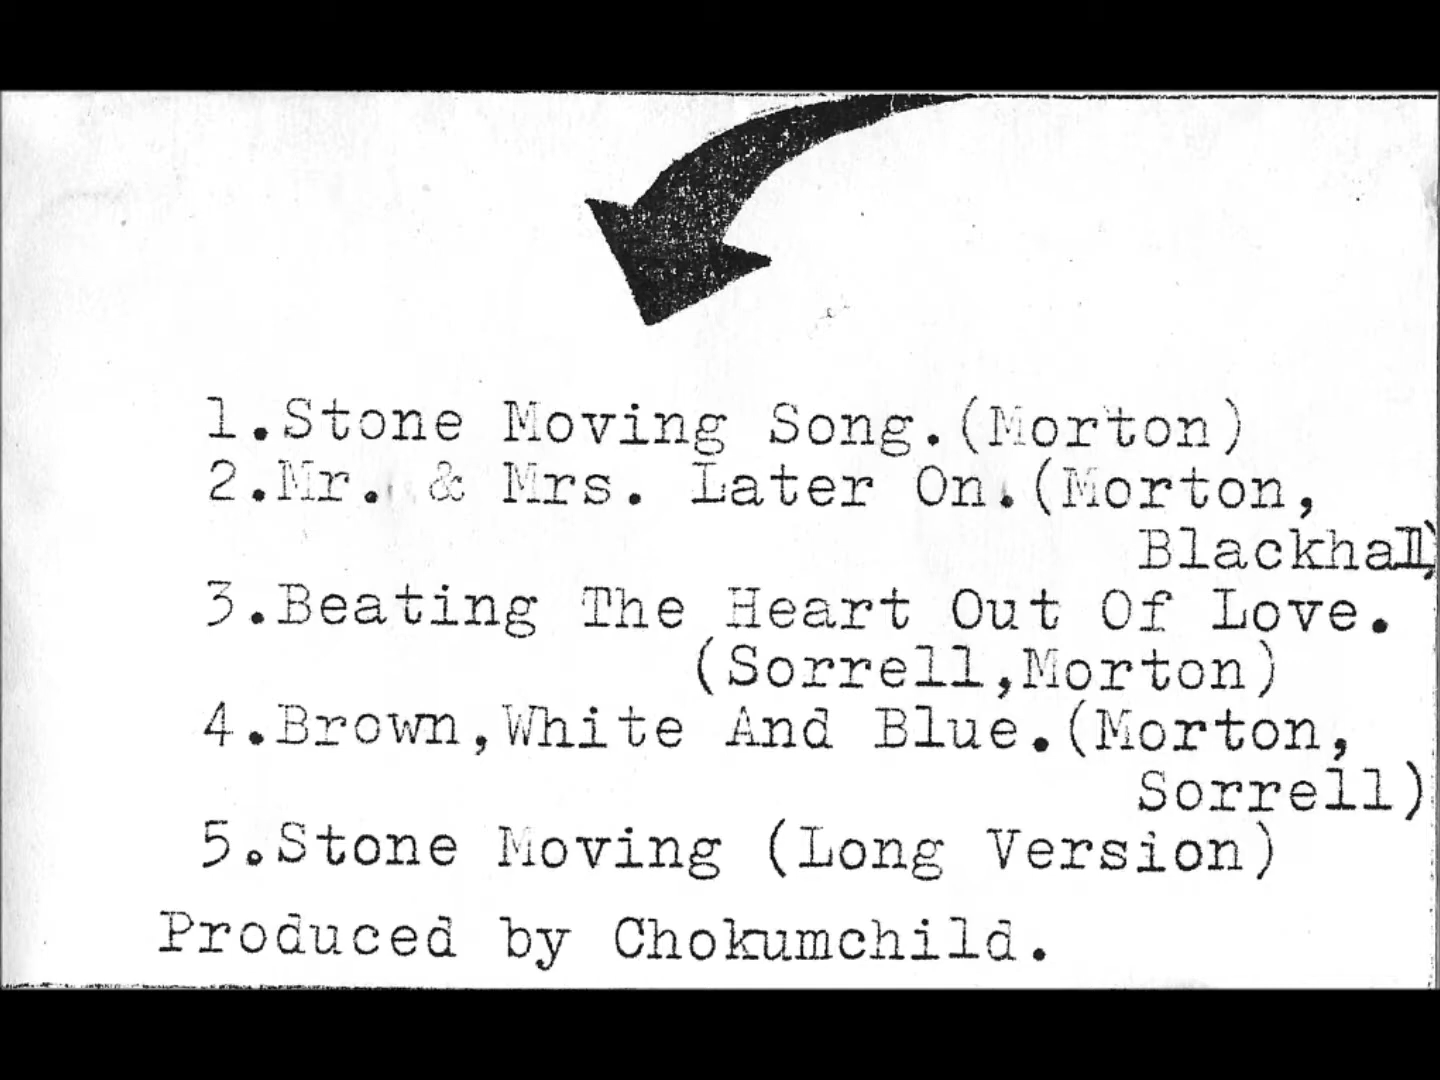 1.Stone Moving Song.(Morton)
2.Mr. & Mrs. Later On.(Morton,
Blackhall)
3.Beating The Heart Out Of Love.
(Sorrell,Morton)
4.Brown,White And Blue.(Morton,
Sorrell)
5.Stone Moving (Long Version)
Produced by Chokumchild.